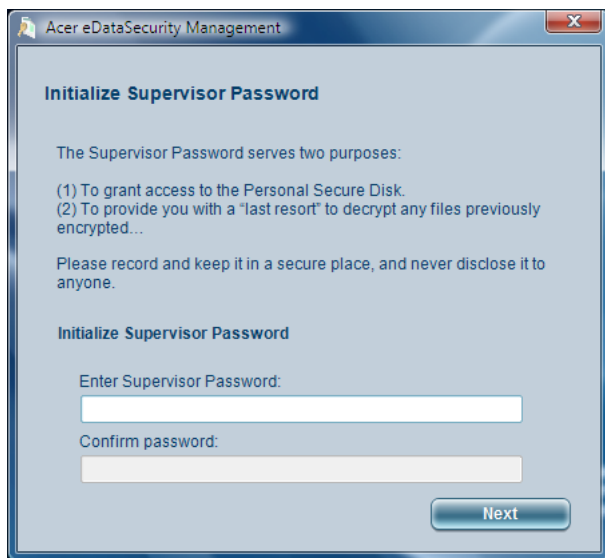 Acer eDataSecurity Management
Initialize Supervisor Password
The Supervisor Password serves two purposes:
(1) To grant access to the Personal Secure Disk.
(2) To provide you with a “last resort” to decrypt any files previously
encrypted...
Please record and keep it in a secure place, and never disclose it to
anyone.
Initialize Supervisor Password
Enter Supervisor Password:
Confirm password:
Next